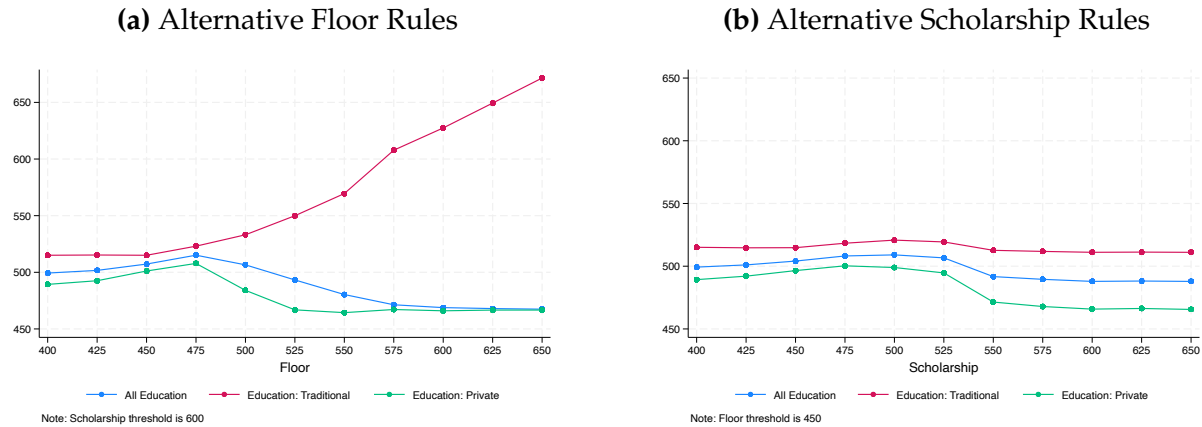 (a) Alternative Floor Rules
650
600
550
500
450
400 425 450 475 500 525 550 575 600 625 650
Floor
All Education Education: Traditional Education: Private
Note: Scholarship threshold is 600
(b) Alternative Scholarship Rules
650
600
550
500
450
400 425 450 475 500 525 550 575 600 625 650
Scholarship
All Education Education: Traditional Education: Private
Note: Floor threshold is 450